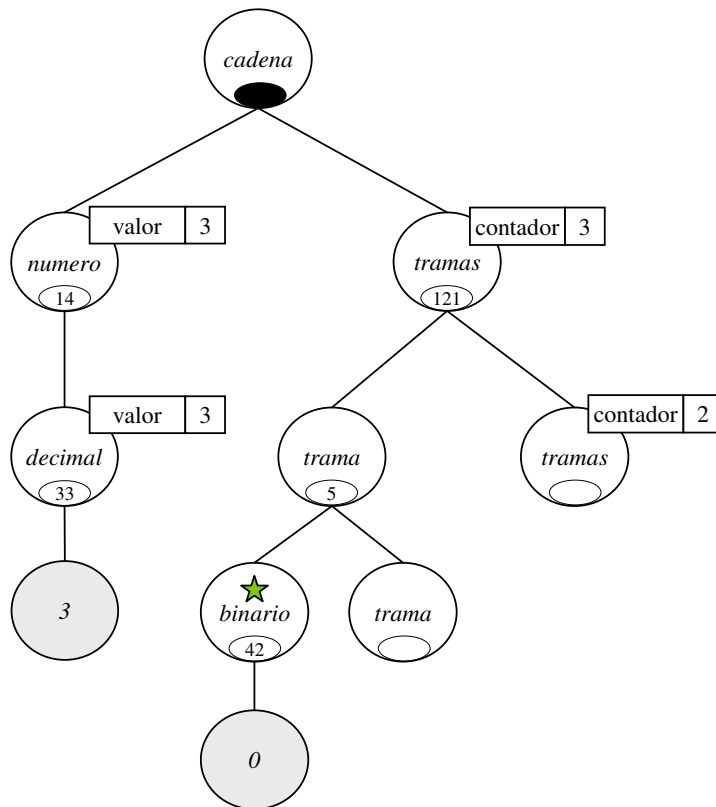 cadena
valor 3
contador 3
numero
tramas
14
121
valor 3
contador 2
decimal
trama
tramas
33
5
3
binario
trama
42
0